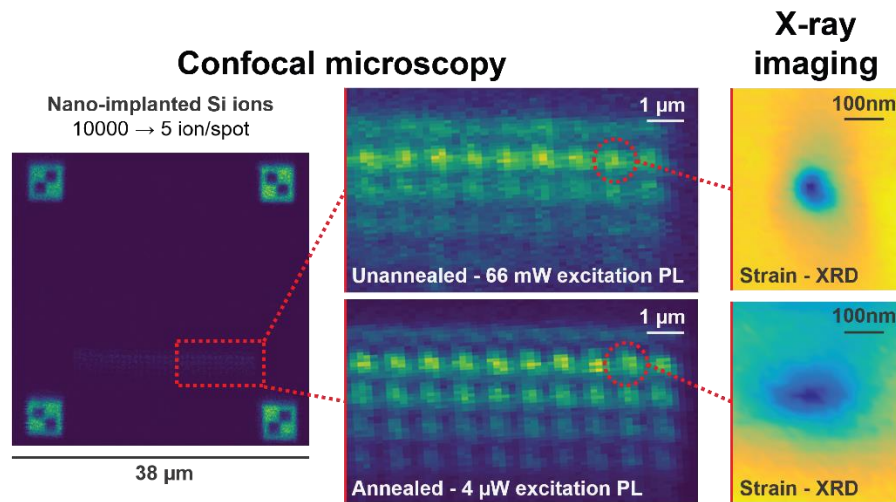 Confocal microscopy
X-ray
imaging
Nano-implanted Si ions
10000 → 5 ion/spot
38 µm
1 µm
Unannealed - 66 mW excitation PL
1 µm
Annealed - 4 µW excitation PL
100nm
Strain - XRD
100nm
Strain - XRD